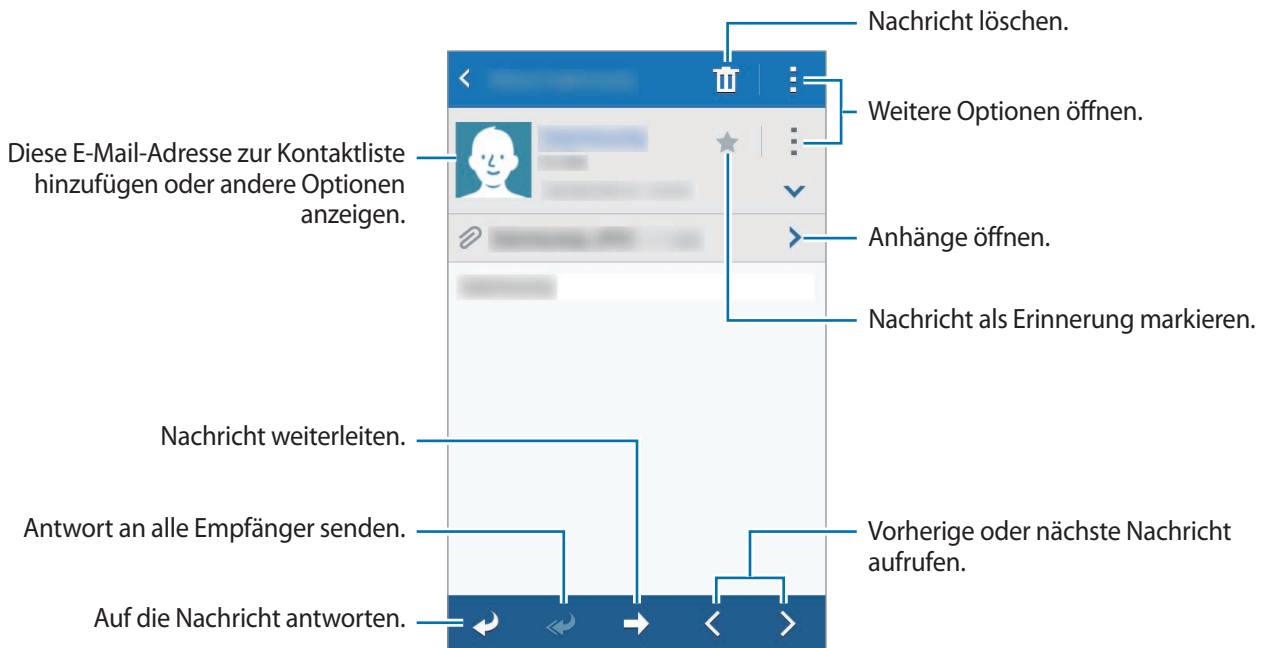 Nachricht löschen.
Weitere Optionen öffnen.
Diese E-Mail-Adresse zur Kontaktliste
hinzufügen oder andere Optionen
anzeigen.
Anhänge öffnen.
Nachricht als Erinnerung markieren.
Nachricht weiterleiten.
Antwort an alle Empfänger senden.
Vorherige oder nächste Nachricht
aufrufen.
Auf die Nachricht antworten.